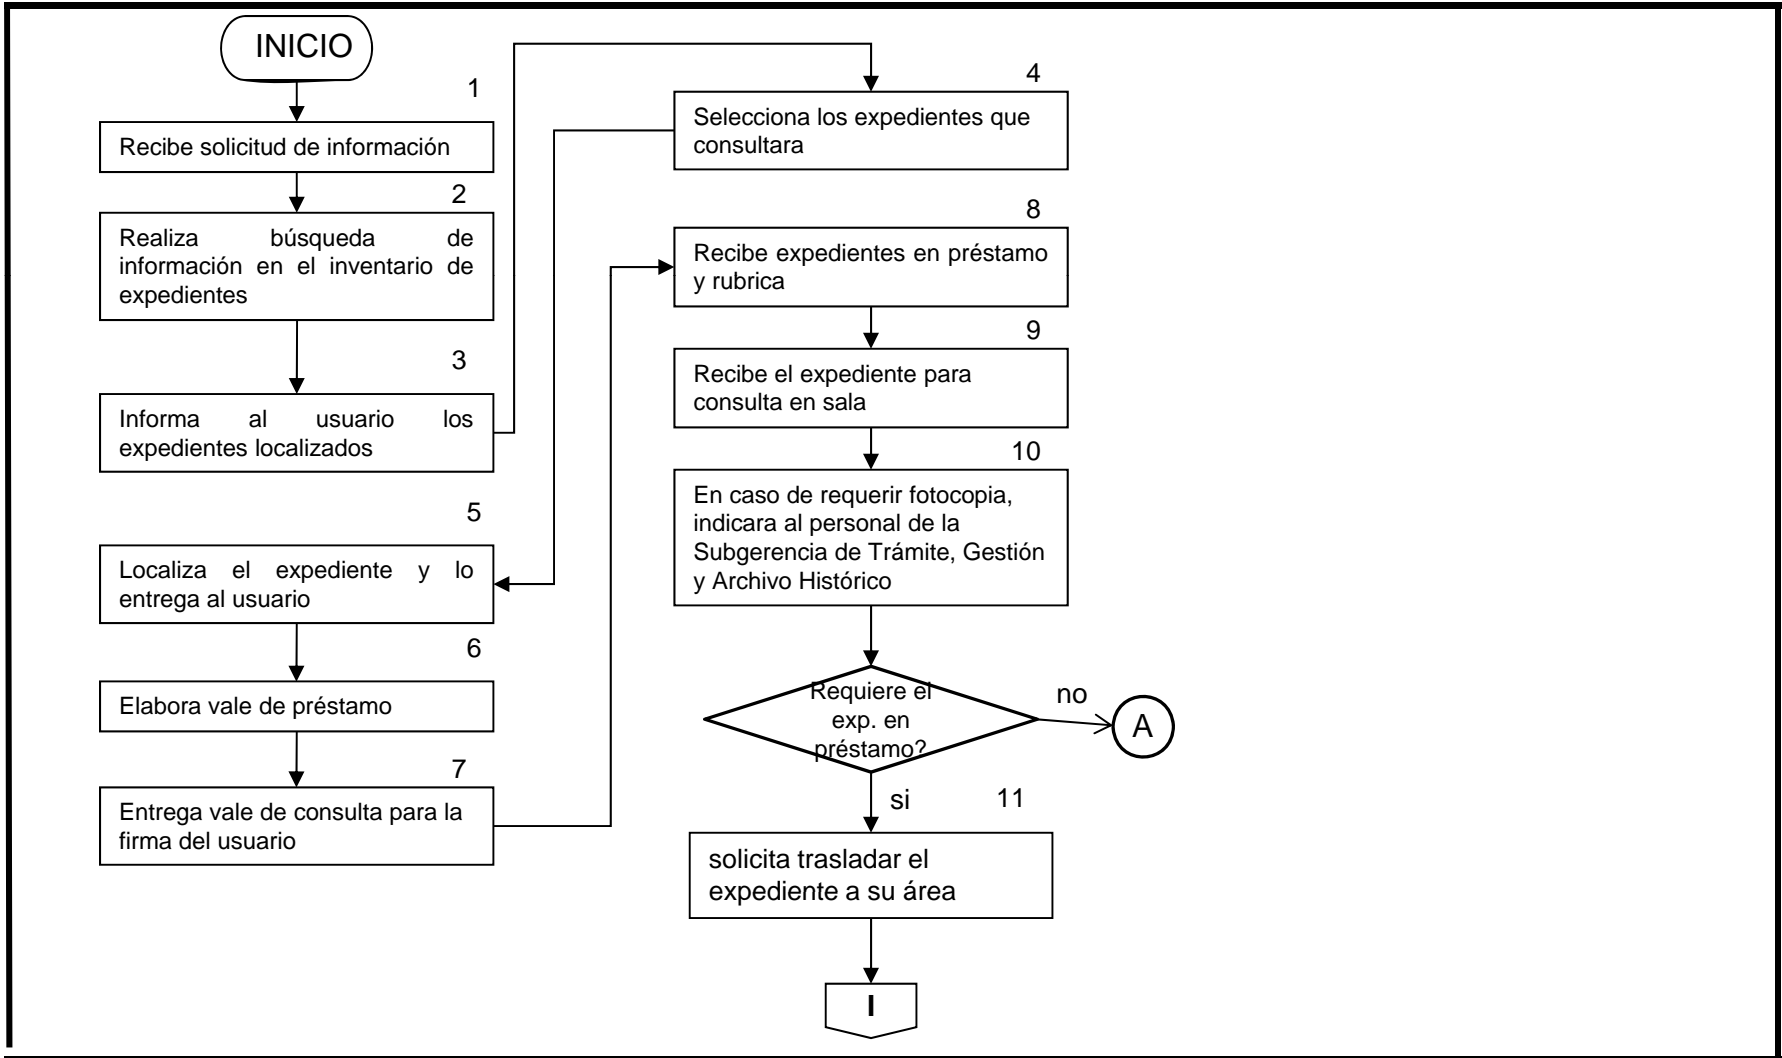 INICIO
1
Recibe solicitud de información
2
Realiza búsqueda de
información en el inventario de
expedientes
3
Informa al usuario los
expedientes localizados
4
Selecciona los expedientes que
consultara
5
Localiza el expediente y lo
entrega al usuario
6
Elabora vale de préstamo
7
Entrega vale de consulta para la
firma del usuario
8
Recibe expedientes en préstamo
y rubrica
9
Recibe el expediente para
consulta en sala
10
En caso de requerir fotocopia,
indicara al personal de la
Subgerencia de Trámite, Gestión
y Archivo Histórico
Requiere el
exp. en
préstamo?
no
A
si
11
solicita trasladar el
expediente a su área
I